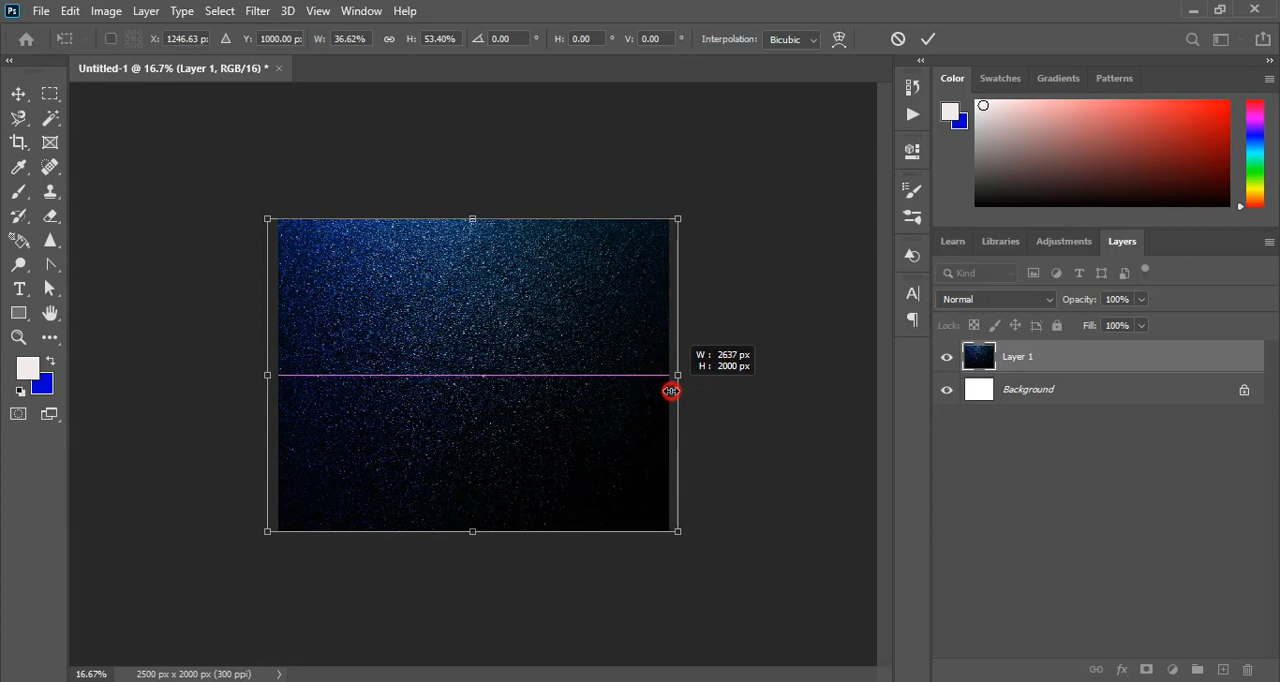 Ps File Edit Image Layer Type Select Filter 3D View Window Help
X: 1246.63 p: Y: 1000.00 p: W: 36.62% H: 53.40% 0.00 ° H: 0.00 ° V: 0.00 ° Interpolation: Bicubic
Untitled-1 @ 16.7% (Layer 1, RGB/16) * ×
Color Swatches Gradients Patterns
Learn Libraries Adjustments Layers
Kind
Normal Opacity: 100%
Lock: Fill: 100%
W : 2637 px
H : 2000 px
Layer 1
Background
16.67% 2500 px x 2000 px (300 ppi)